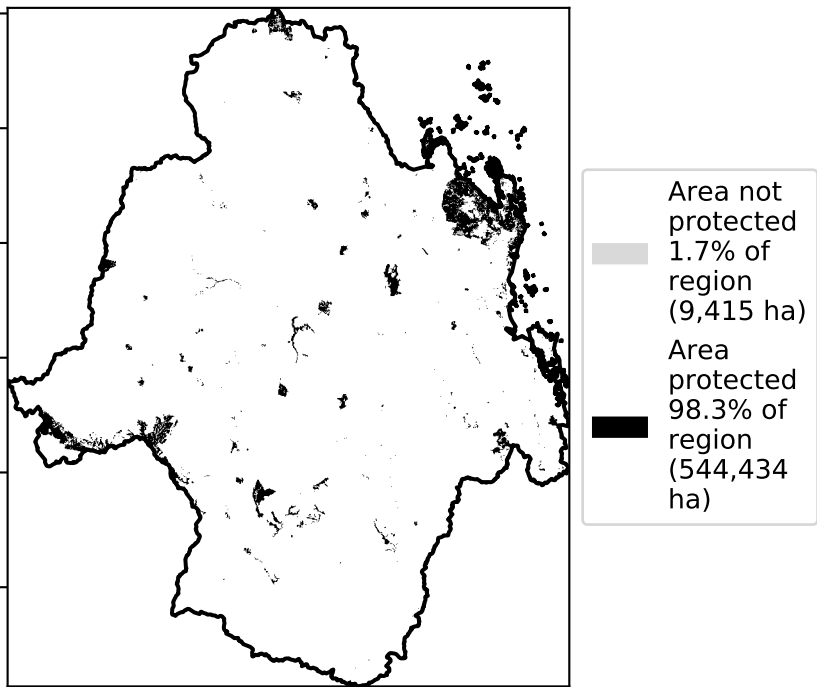 Area not
protected
1.7% of
region
(9,415 ha)
Area
protected
98.3% of
region
(544,434
ha)